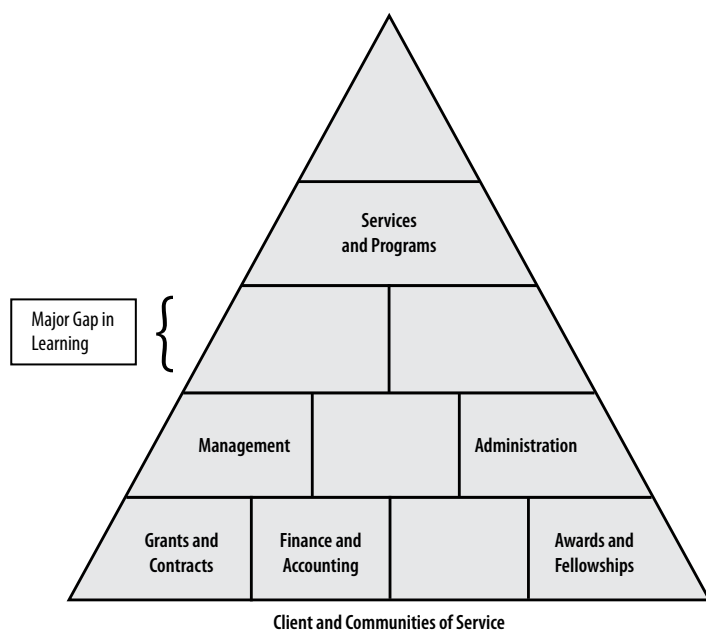 Services
and Programs
Major Gap in
Learning
Management
Administration
Grants and
Contracts
Finance and
Accounting
Awards and
Fellowships
Client and Communities of Service